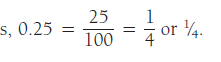 s, 0.25 = 25/100 = 1/4 or ¼.